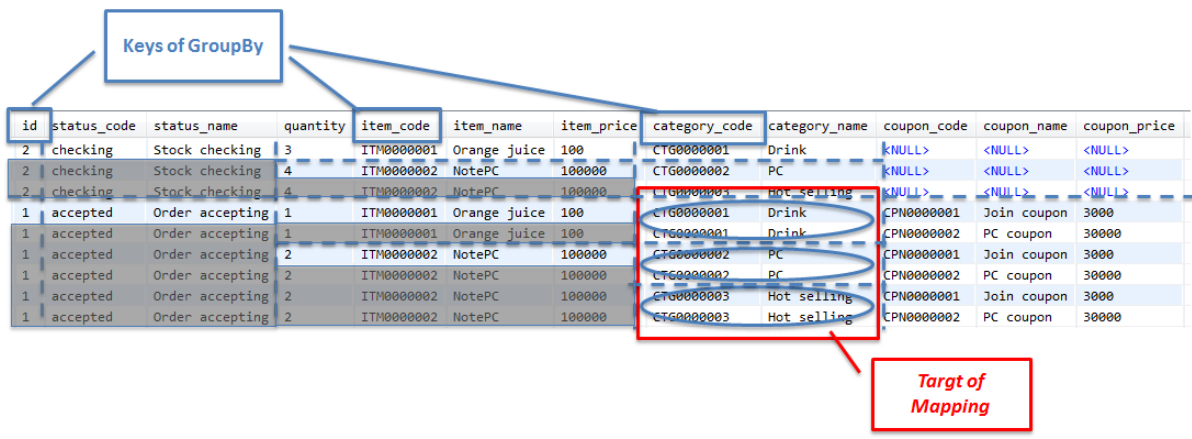 Keys of GroupBy
id status_code status_name quantity item_code item_name item_price category_code category_name coupon_code coupon_name coupon_price
2 checking Stock checking 3 ITM0000001 Orange juice 100 CTG0000001 Drink <NULL> <NULL> <NULL>
2 checking Stock checking 4 ITM0000002 NotePC 100000 CTG0000002 PC <NULL> <NULL> <NULL>
2 checking Stock checking 4 ITM0000002 NotePC 100000 CTG0000003 Hot selling <NULL> <NULL> <NULL>
1 accepted Order accepting 1 ITM0000001 Orange juice 100 CTG0000001 Drink CPN0000001 Join coupon 3000
1 accepted Order accepting 1 ITM0000001 Orange juice 100 CTG0000001 Drink CPN0000002 PC coupon 30000
1 accepted Order accepting 2 ITM0000002 NotePC 100000 CTG0000002 PC CPN0000001 Join coupon 3000
1 accepted Order accepting 2 ITM0000002 NotePC 100000 CTG0000002 PC CPN0000002 PC coupon 30000
1 accepted Order accepting 2 ITM0000002 NotePC 100000 CTG0000003 Hot selling CPN0000001 Join coupon 3000
1 accepted Order accepting 2 ITM0000002 NotePC 100000 CTG0000003 Hot selling CPN0000002 PC coupon 30000
Targt of
Mapping